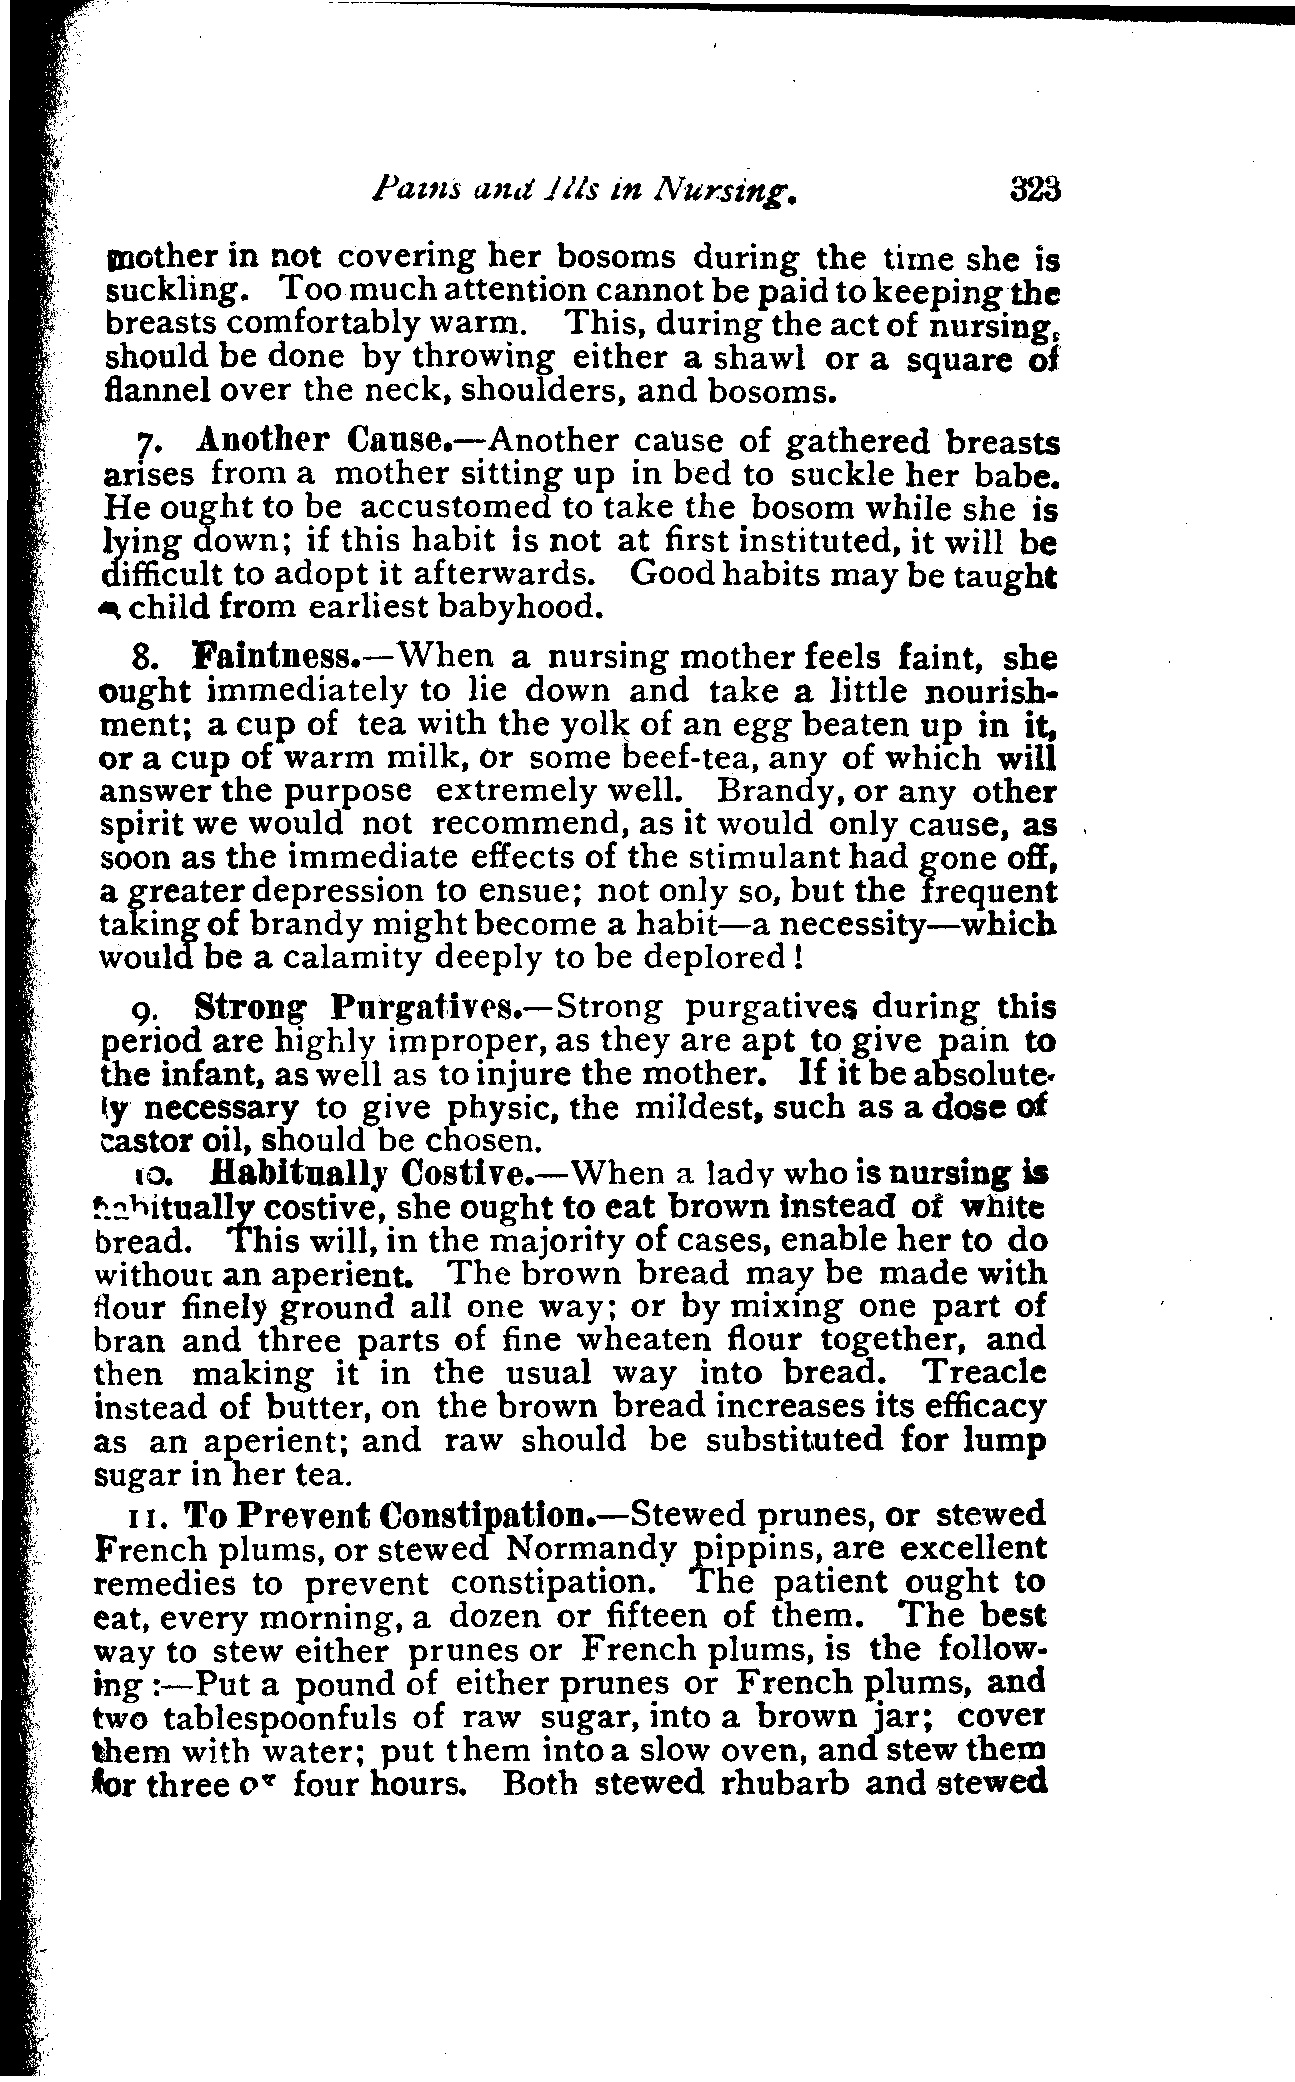 Pains and Ills in Nursing. 323
mother in not covering her bosoms during the time she is
suckling. Too much attention cannot be paid to keeping the
breasts comfortably warm. This, during the act of nursing,
should be done by throwing either a shawl or a square of
flannel over the neck, shoulders, and bosoms.
7. Another Cause.—Another cause of gathered breasts
arises from a mother sitting up in bed to suckle her babe.
He ought to be accustomed to take the bosom while she is
lying down; if this habit is not at first instituted, it will be
difficult to adopt it afterwards. Good habits may be taught
a child from earliest babyhood.
8. Faintness.—When a nursing mother feels faint, she
ought immediately to lie down and take a little nourish-
ment; a cup of tea with the yolk of an egg beaten up in it,
or a cup of warm milk, or some beef-tea, any of which will
answer the purpose extremely well. Brandy, or any other
spirit we would not recommend, as it would only cause, as
soon as the immediate effects of the stimulant had gone off,
a greater depression to ensue; not only so, but the frequent
taking of brandy might become a habit—a necessity—which
would be a calamity deeply to be deplored!
9. Strong Purgatives.—Strong purgatives during this
period are highly improper, as they are apt to give pain to
the infant, as well as to injure the mother. If it be absolute-
ly necessary to give physic, the mildest, such as a dose of
castor oil, should be chosen.
10. Habitually Costive.—When a lady who is nursing is
habitually costive, she ought to eat brown instead of white
bread. This will, in the majority of cases, enable her to do
without an aperient. The brown bread may be made with
flour finely ground all one way; or by mixing one part of
bran and three parts of fine wheaten flour together, and
then making it in the usual way into bread. Treacle
instead of butter, on the brown bread increases its efficacy
as an aperient; and raw should be substituted for lump
sugar in her tea.
11. To Prevent Constipation.—Stewed prunes, or stewed
French plums, or stewed Normandy pippins, are excellent
remedies to prevent constipation. The patient ought to
eat, every morning, a dozen or fifteen of them. The best
way to stew either prunes or French plums, is the follow-
ing:—Put a pound of either prunes or French plums, and
two tablespoonfuls of raw sugar, into a brown jar; cover
them with water; put them into a slow oven, and stew them
for three or four hours. Both stewed rhubarb and stewed